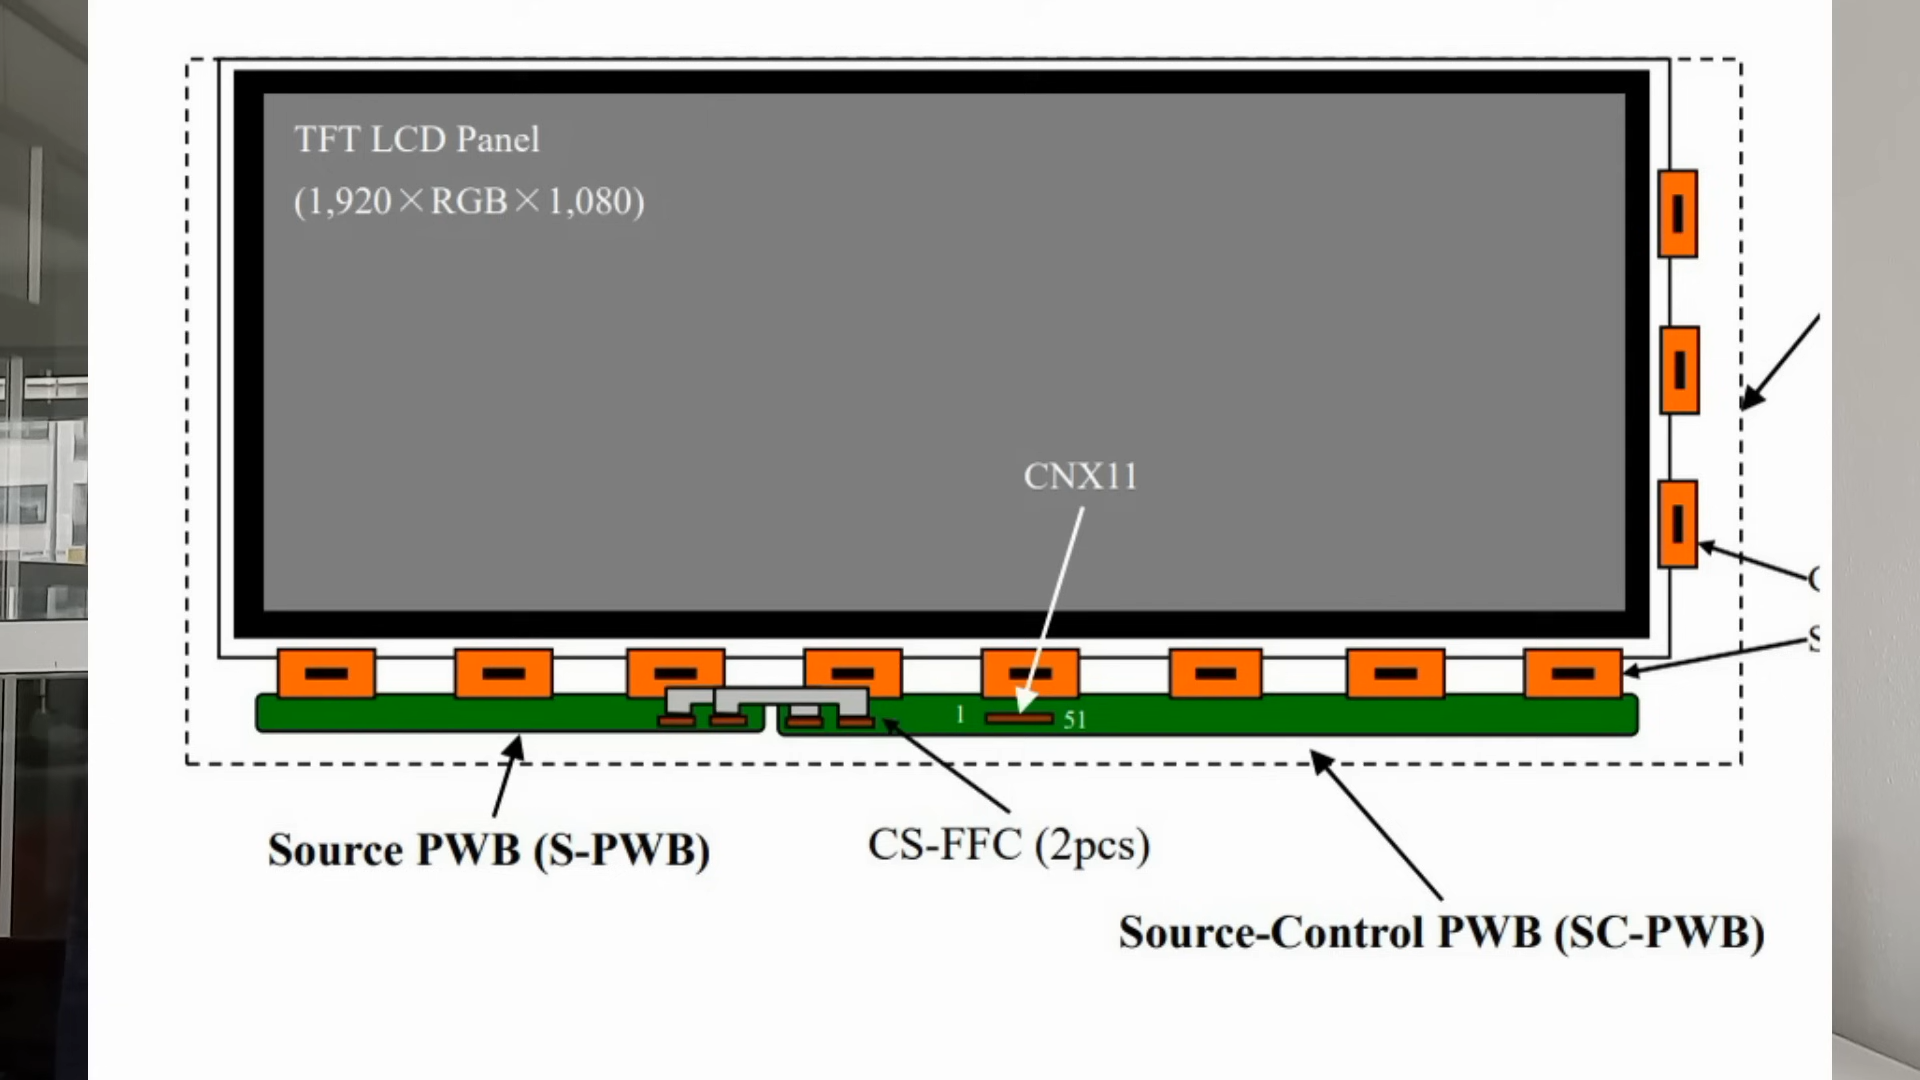 TFT LCD Panel
(1,920×RGB×1,080)
CNX11
1
51
Source PWB (S-PWB)
CS-FFC (2pcs)
Source-Control PWB (SC-PWB)